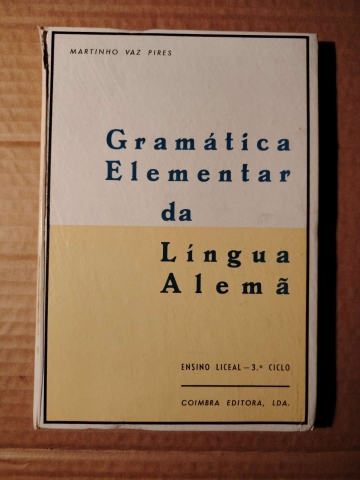 MARTINHO VAZ PIRES
Gramática
Elementar
da
Língua
Alemã
ENSINO LICEAL — 3.º CICLO
COIMBRA EDITORA, LDA.